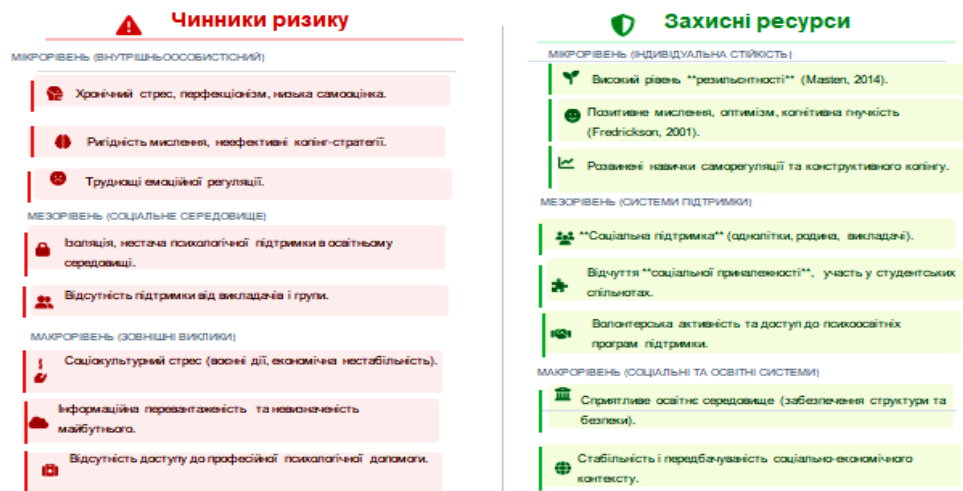 Чинники ризику
МІКРОРІВЕНЬ (ВНУТРІШНЬООСОБИСТІСНИЙ)
Хронічний стрес, перфекціонізм, низька самооцінка.
Ригідність мислення, неефективні копінг-стратегії.
Труднощі емоційної регуляції.
МЕЗОРІВЕНЬ (СОЦІАЛЬНЕ СЕРЕДОВИЩЕ)
Ізоляція, нестача психологічної підтримки в освітньому
середовищі.
Відсутність підтримки від викладачів і групи.
МАКРОРІВЕНЬ (ЗОВНІШНІ ВИКЛИКИ)
Соціокультурний стрес (воєнні дії, економічна нестабільність).
Інформаційна перевантаженість та невизначеність
майбутнього.
Відсутність доступу до професійної психологічної допомоги.
Захисні ресурси
МІКРОРІВЕНЬ (ІНДИВІДУАЛЬНА СТІЙКІСТЬ)
Високий рівень **резильєнтності** (Masten, 2014).
Позитивне мислення, оптимізм, когнітивна гнучкість
(Fredrickson, 2001).
Розвинені навички саморегуляції та конструктивного копінгу.
МЕЗОРІВЕНЬ (СИСТЕМИ ПІДТРИМКИ)
**Соціальна підтримка** (однолітки, родина, викладачі).
Відчуття **соціальної приналежності**, участь у студентських
спільнотах.
Волонтерська активність та доступ до психоосвітніх
програм підтримки.
МАКРОРІВЕНЬ (СОЦІАЛЬНІ ТА ОСВІТНІ СИСТЕМИ)
Сприятливе освітнє середовище (забезпечення структури та
безпеки).
Стабільність і передбачуваність соціально-економічного
контексту.